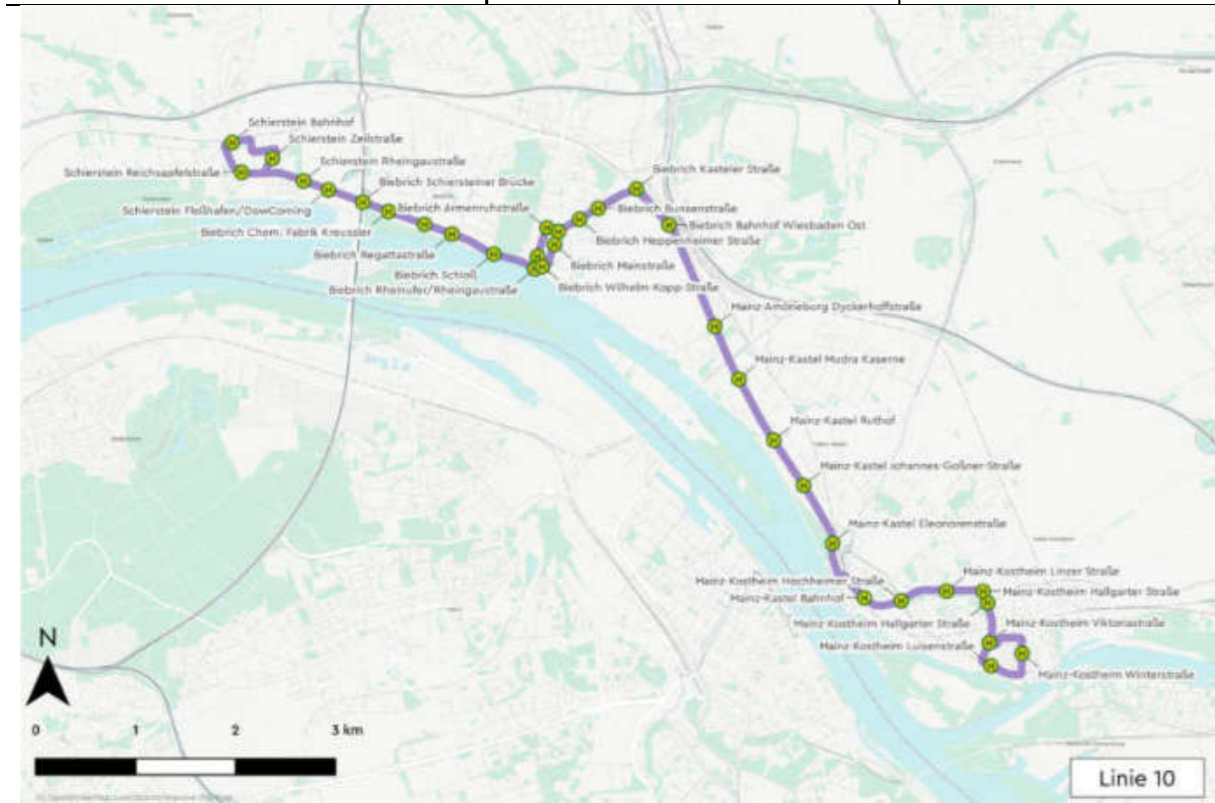 Schierstein Bahnhof
Schierstein Zeilstraße
Schierstein Reichsapfelstraße
Schierstein Rheingaustraße
Biebrich Kasteler Straße
Biebrich Schiersteiner Brücke
Schierstein Floßhafen/DowCorning
Biebrich Armenruhstraße
Biebrich Bunsenstraße
Biebrich Bahnhof Wiesbaden Ost
Biebrich Chem. Fabrik Kreussler
Biebrich Heppenheimer Straße
Biebrich Regattastraße
Biebrich Mainstraße
Biebrich Schloß
Biebrich Rheinufer/Rheingaustraße
Biebrich Wilhelm-Kopp-Straße
Mainz-Amöneburg Dyckerhoffstraße
Mainz-Kastel Mudra Kaserne
Mainz-Kastel Ruthof
Mainz-Kastel Johannes-Goßner-Straße
Mainz-Kastel Eleonorenstraße
Mainz-Kostheim Linzer Straße
Mainz-Kostheim Hochheimer Straße
Mainz-Kastel Bahnhof
Mainz-Kostheim Hallgarter Straße
Mainz-Kostheim Hallgarter Straße
Mainz-Kostheim Viktoriastraße
Mainz-Kostheim Luisenstraße
Mainz-Kostheim Winterstraße
N
0 1 2 3 km
Linie 10